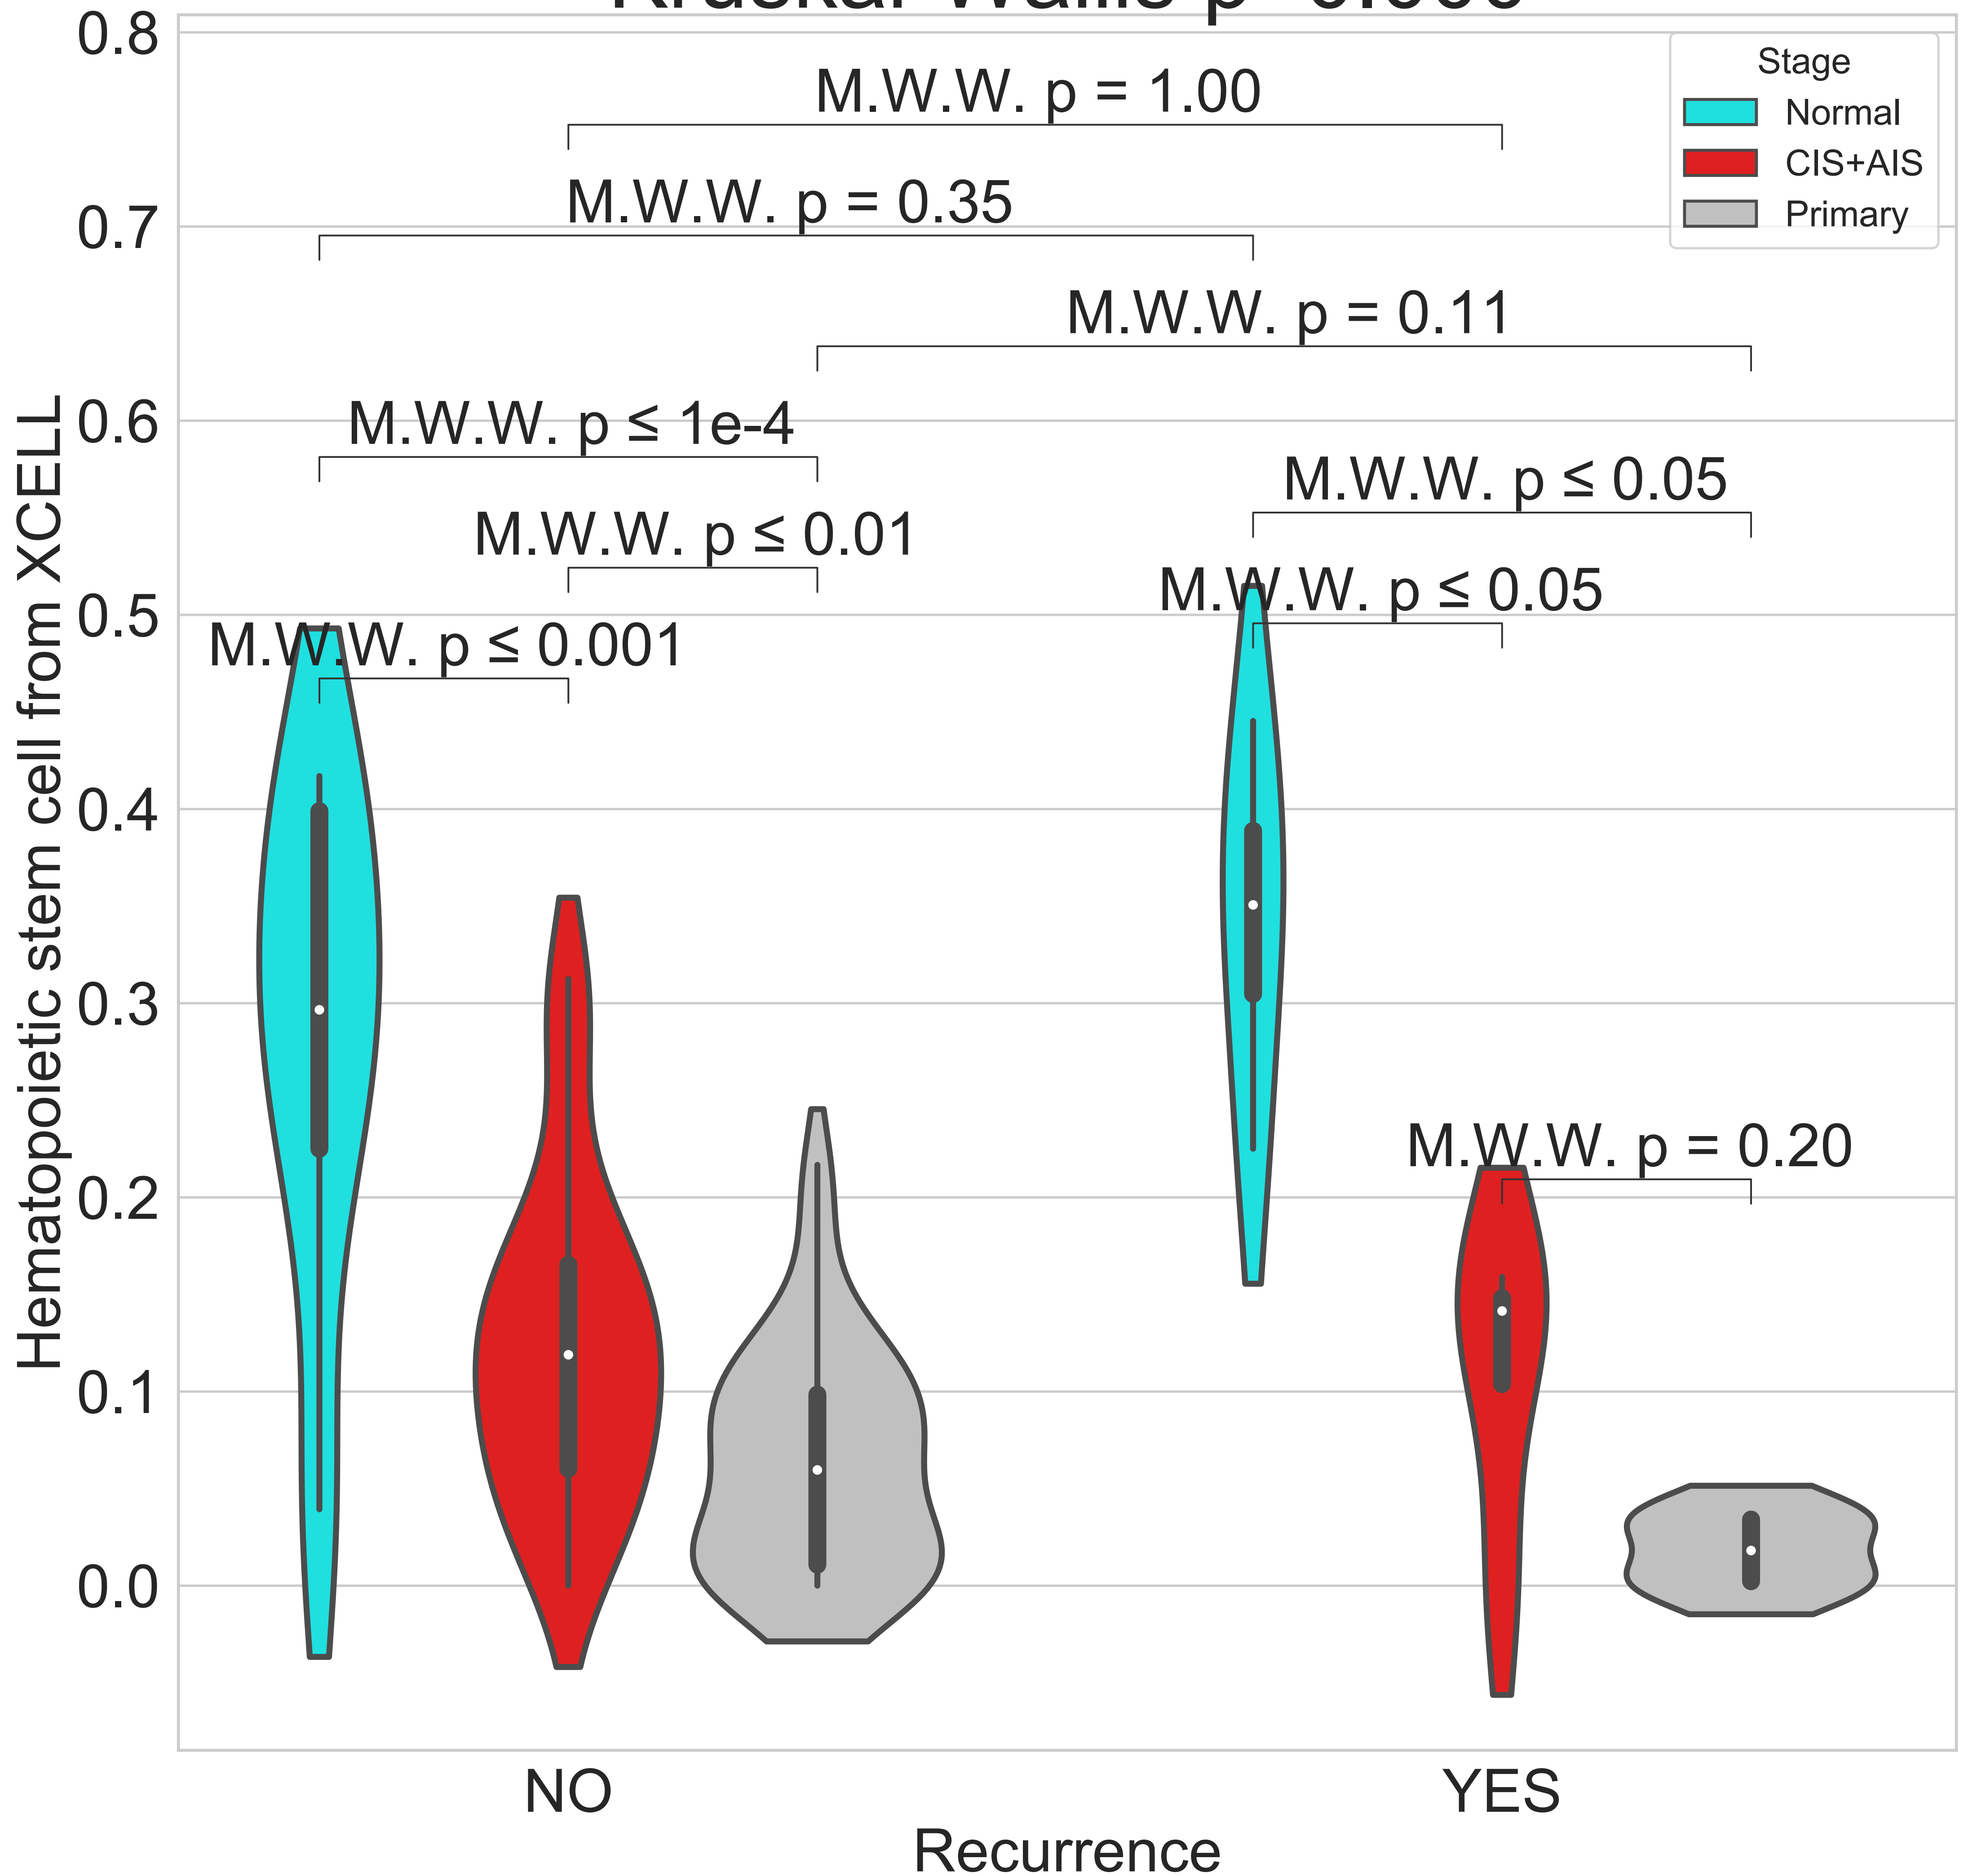 0.8
0.7
0.6
0.5
0.4
0.3
0.2
0.1
0.0
Hematopoietic stem cell from XCELL
M.W.W. p = 1.00
M.W.W. p = 0.35
M.W.W. p = 0.11
M.W.W. p ≤ 1e-4
M.W.W. p ≤ 0.05
M.W.W. p ≤ 0.01
M.W.W. p ≤ 0.05
M.W.W. p ≤ 0.001
M.W.W. p = 0.20
Stage
Normal
CIS+AIS
Primary
NO
YES
Recurrence